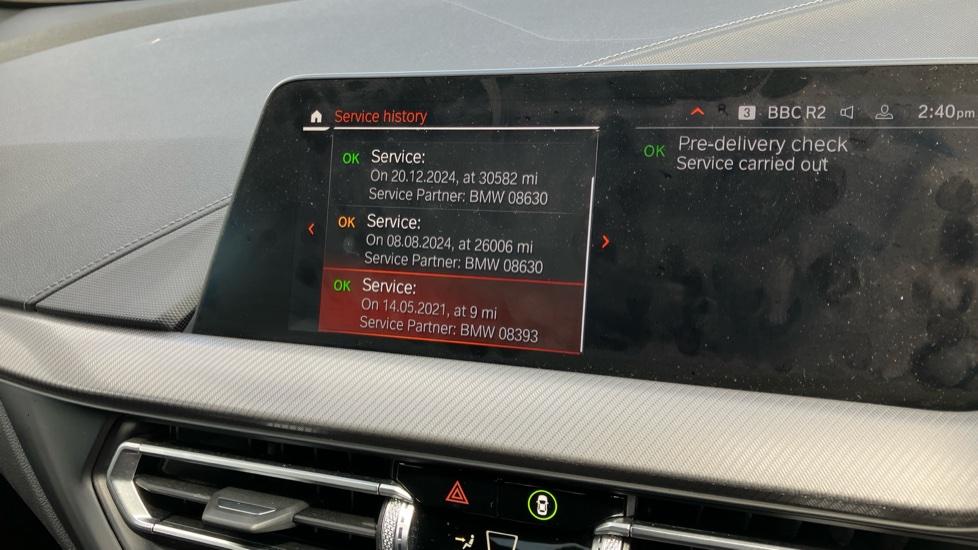 Service history
3 BBC R2 2:40pm
OK Service:
On 20.12.2024, at 30582 mi
Service Partner: BMW 08630
OK Service:
On 08.08.2024, at 26006 mi
Service Partner: BMW 08630
OK Service:
On 14.05.2021, at 9 mi
Service Partner: BMW 08393
OK Pre-delivery check
Service carried out